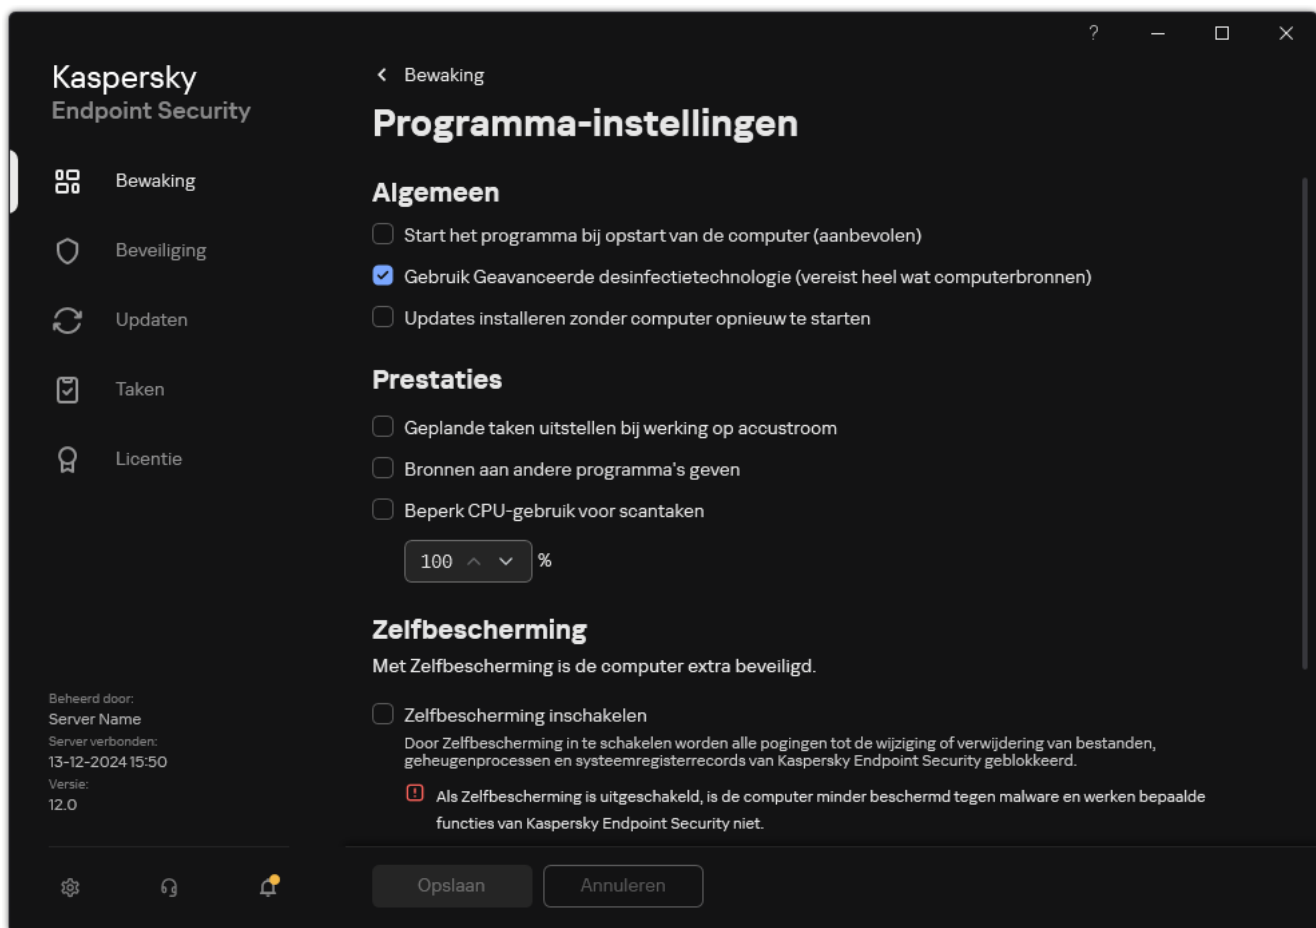 ?
Kaspersky
Endpoint Security
Bewaking
Beveiliging
Updaten
Taken
Licentie
Beheerd door:
Server Name
Server verbonden:
13-12-2024 15:50
Versie:
12.0
Bewaking
Programma-instellingen
Algemeen
Start het programma bij opstart van de computer (aanbevolen)
Gebruik Geavanceerde desinfectietechnologie (vereist heel wat computerbronnen)
Updates installeren zonder computer opnieuw te starten
Prestaties
Geplande taken uitstellen bij werking op accustroom
Bronnen aan andere programma's geven
Beperk CPU-gebruik voor scantaken
100 %
Zelfbescherming
Met Zelfbescherming is de computer extra beveiligd.
Zelfbescherming inschakelen
Door Zelfbescherming in te schakelen worden alle pogingen tot de wijziging of verwijdering van bestanden,
geheugenprocessen en systeemregisterrecords van Kaspersky Endpoint Security geblokkeerd.
Als Zelfbescherming is uitgeschakeld, is de computer minder beschermd tegen malware en werken bepaalde
functies van Kaspersky Endpoint Security niet.
Opslaan
Annuleren